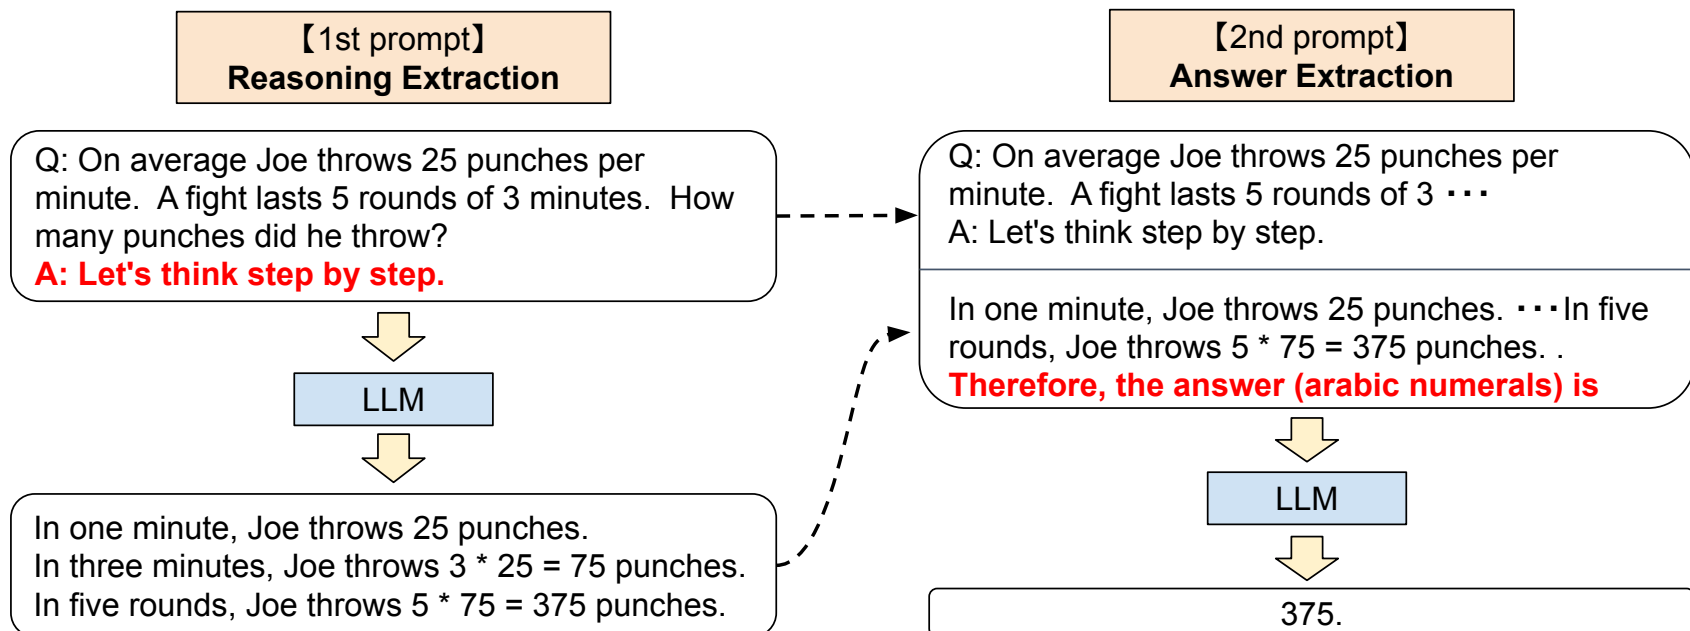 【1st prompt】
Reasoning Extraction
Q: On average Joe throws 25 punches per
minute.  A fight lasts 5 rounds of 3 minutes.  How
many punches did he throw?
A: Let's think step by step.
LLM
In one minute, Joe throws 25 punches.
In three minutes, Joe throws 3 * 25 = 75 punches.
In five rounds, Joe throws 5 * 75 = 375 punches.
【2nd prompt】
Answer Extraction
Q: On average Joe throws 25 punches per
minute.  A fight lasts 5 rounds of 3 ･･･
A: Let's think step by step.
In one minute, Joe throws 25 punches. ･･･In five
rounds, Joe throws 5 * 75 = 375 punches. .
Therefore, the answer (arabic numerals) is
LLM
375.